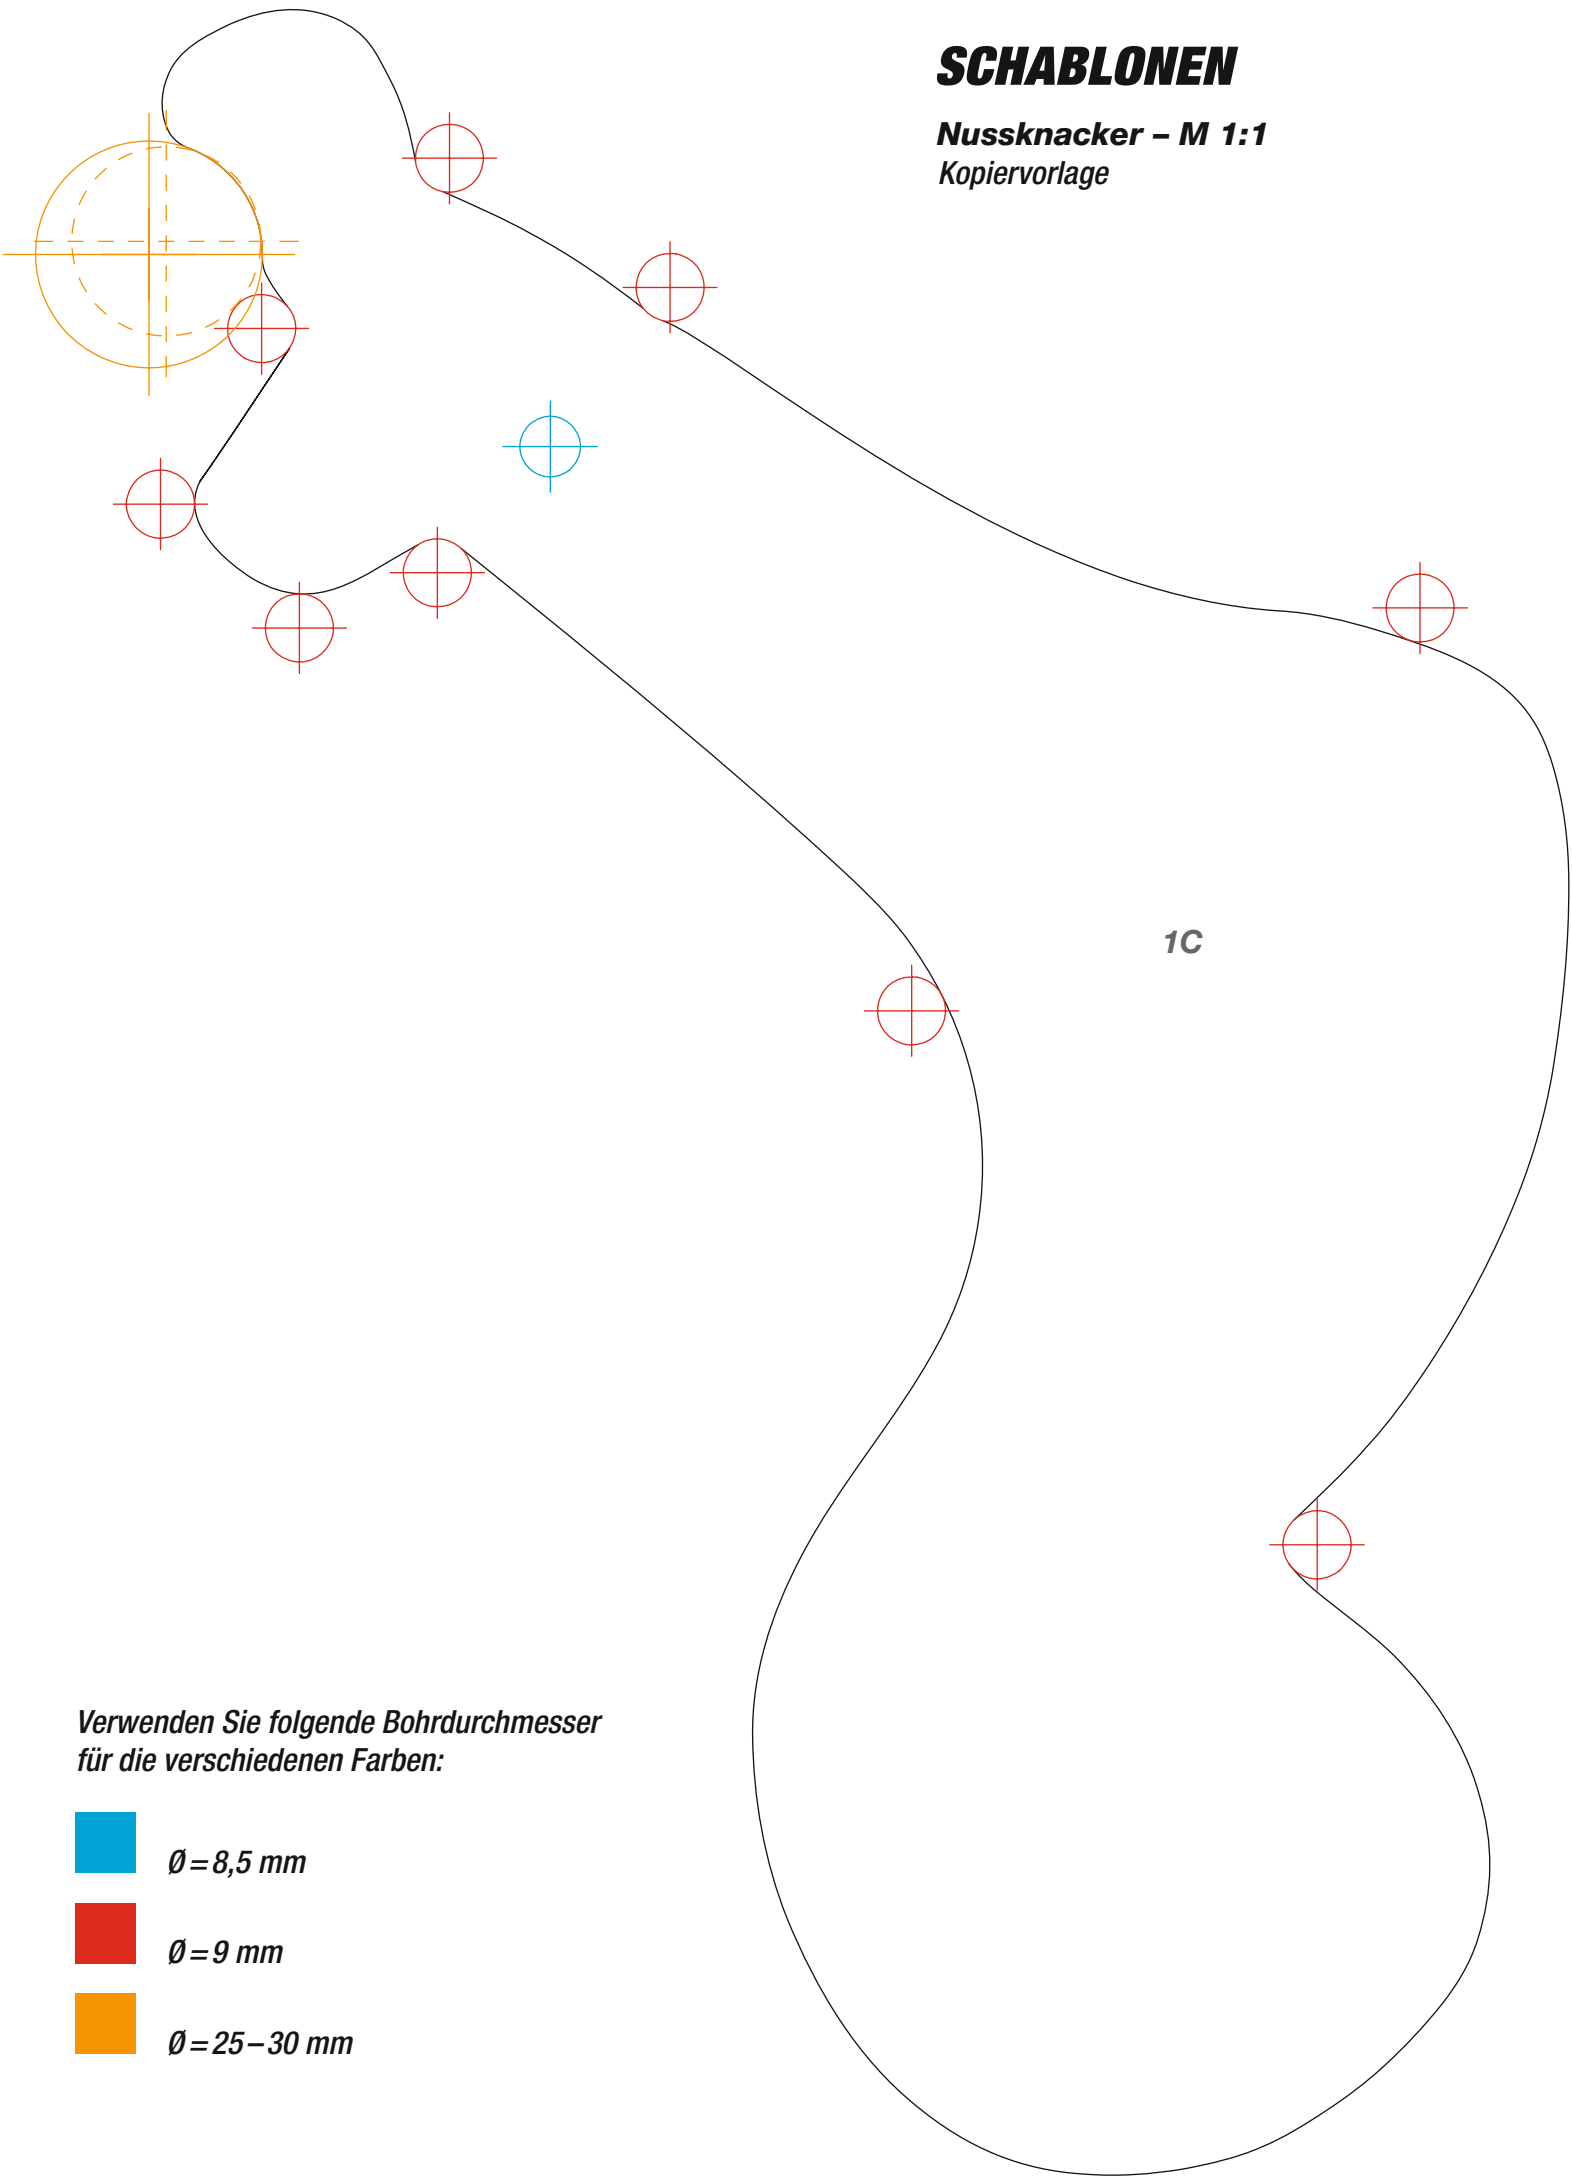 SCHABLONEN
Nussknacker – M 1:1
Kopiervorlage
1C
Verwenden Sie folgende Bohrdurchmesser
für die verschiedenen Farben:
Ø = 8,5 mm
Ø = 9 mm
Ø = 25 – 30 mm